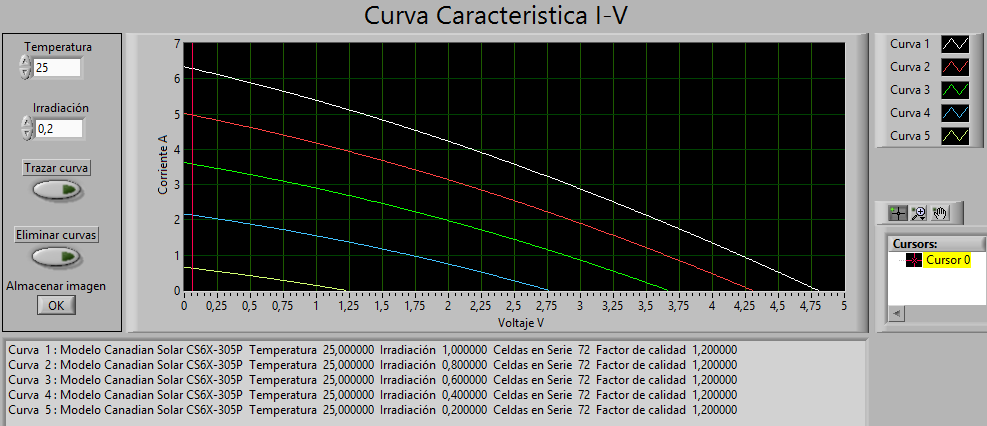 Curva Caracteristica I-V
Temperatura
25
Irradiación
0,2
Trazar curva
Eliminar curvas
Almacenar imagen
OK
Corriente A
7
6
5
4
3
2
1
0
0 0,25 0,5 0,75 1 1,25 1,5 1,75 2 2,25 2,5 2,75 3 3,25 3,5 3,75 4 4,25 4,5 4,75 5
Voltaje V
Curva 1
Curva 2
Curva 3
Curva 4
Curva 5
Cursors:
Cursor 0
Curva 1 : Modelo Canadian Solar CS6X-305P Temperatura 25,000000 Irradiación 1,000000 Celdas en Serie 72 Factor de calidad 1,200000
Curva 2 : Modelo Canadian Solar CS6X-305P Temperatura 25,000000 Irradiación 0,800000 Celdas en Serie 72 Factor de calidad 1,200000
Curva 3 : Modelo Canadian Solar CS6X-305P Temperatura 25,000000 Irradiación 0,600000 Celdas en Serie 72 Factor de calidad 1,200000
Curva 4 : Modelo Canadian Solar CS6X-305P Temperatura 25,000000 Irradiación 0,400000 Celdas en Serie 72 Factor de calidad 1,200000
Curva 5 : Modelo Canadian Solar CS6X-305P Temperatura 25,000000 Irradiación 0,200000 Celdas en Serie 72 Factor de calidad 1,200000